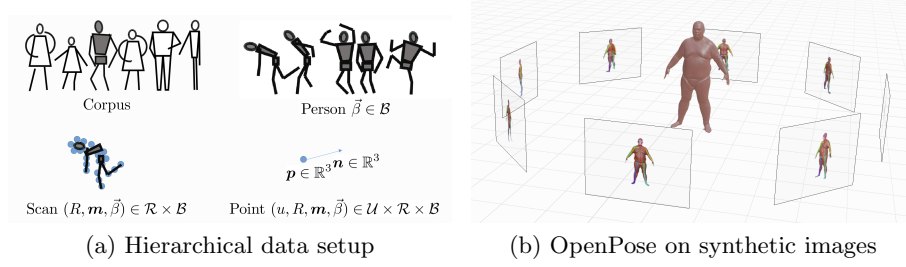 Corpus
Person $\vec{\beta} \in \mathcal{B}$
$\boldsymbol{p} \in \mathbb{R}^3$ $\boldsymbol{n} \in \mathbb{R}^3$
Scan $(R, \boldsymbol{m}, \vec{\beta}) \in \mathcal{R} \times \mathcal{B}$
Point $(u, R, \boldsymbol{m}, \vec{\beta}) \in \mathcal{U} \times \mathcal{R} \times \mathcal{B}$
(a) Hierarchical data setup
(b) OpenPose on synthetic images